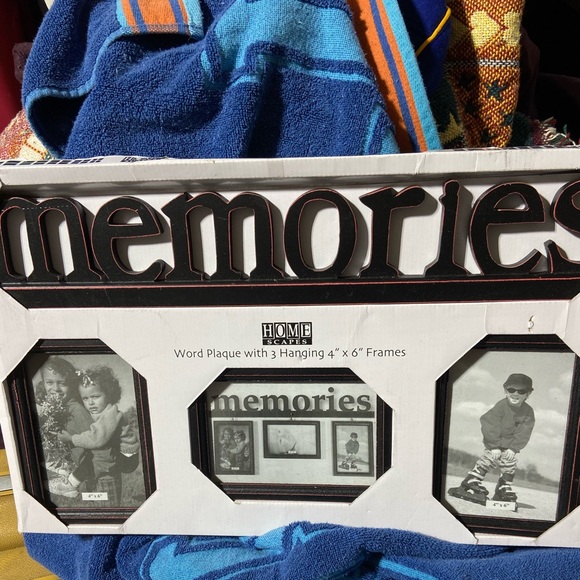 memories
HOME
SCAPES
Word Plaque with 3 Hanging 4" x 6" Frames
memories
4" x 6"
4" x 6"